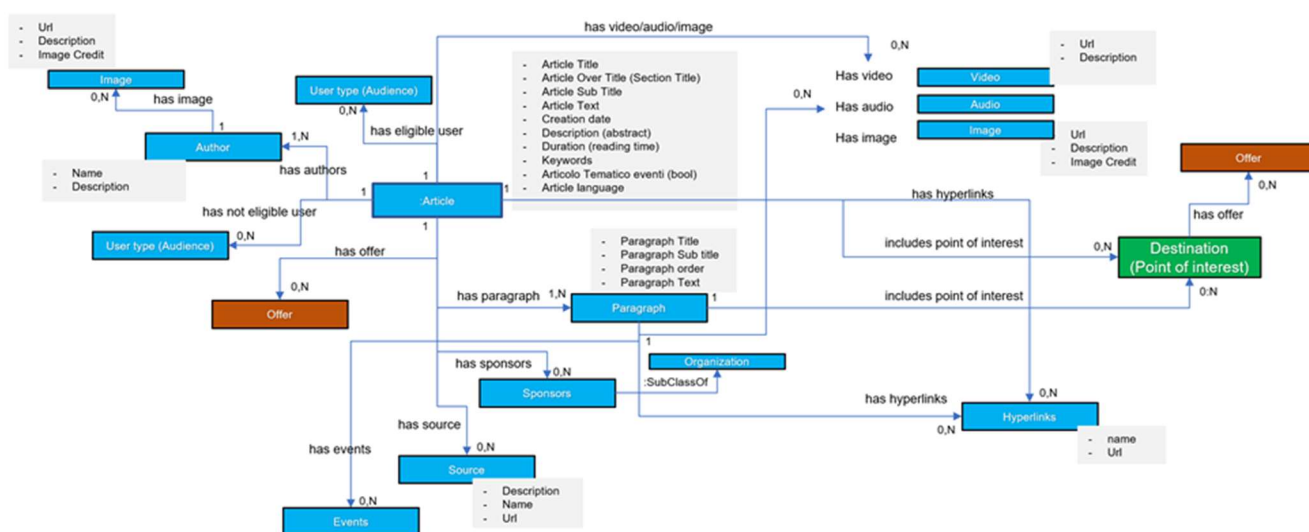 - Url
- Description
- Image Credit
Image
0,N
has image
1
Author
1,N
has authors
- Name
- Description
User type (Audience)
0,N
has eligible user
1
has video/audio/image
0,N
- Article Title
- Article Over Title (Section Title)
- Article Sub Title
- Article Text
- Creation date
- Description (abstract)
- Duration (reading time)
- Keywords
- Articolo Tematico eventi (bool)
- Article language
0,N
Has video
Video
- Url
- Description
Has audio
Audio
Has image
Image
Url
- Description
- Image Credit
Offer
0,N
has offer
1
:Article
1
1
has hyperlinks
has not eligible user
User type (Audience)
0,N
includes point of interest
0,N
Destination
(Point of interest)
0:N
has offer
0,N
Offer
- Paragraph Title
- Paragraph Sub title
- Paragraph order
- Paragraph Text
has paragraph
1,N
Paragraph
1
includes point of interest
1
has sponsors
0,N
Sponsors
:SubClassOf
Organization
has hyperlinks
0,N
0,N
Hyperlinks
- name
- Url
has source
0,N
Source
- Description
- Name
- Url
has events
0,N
Events